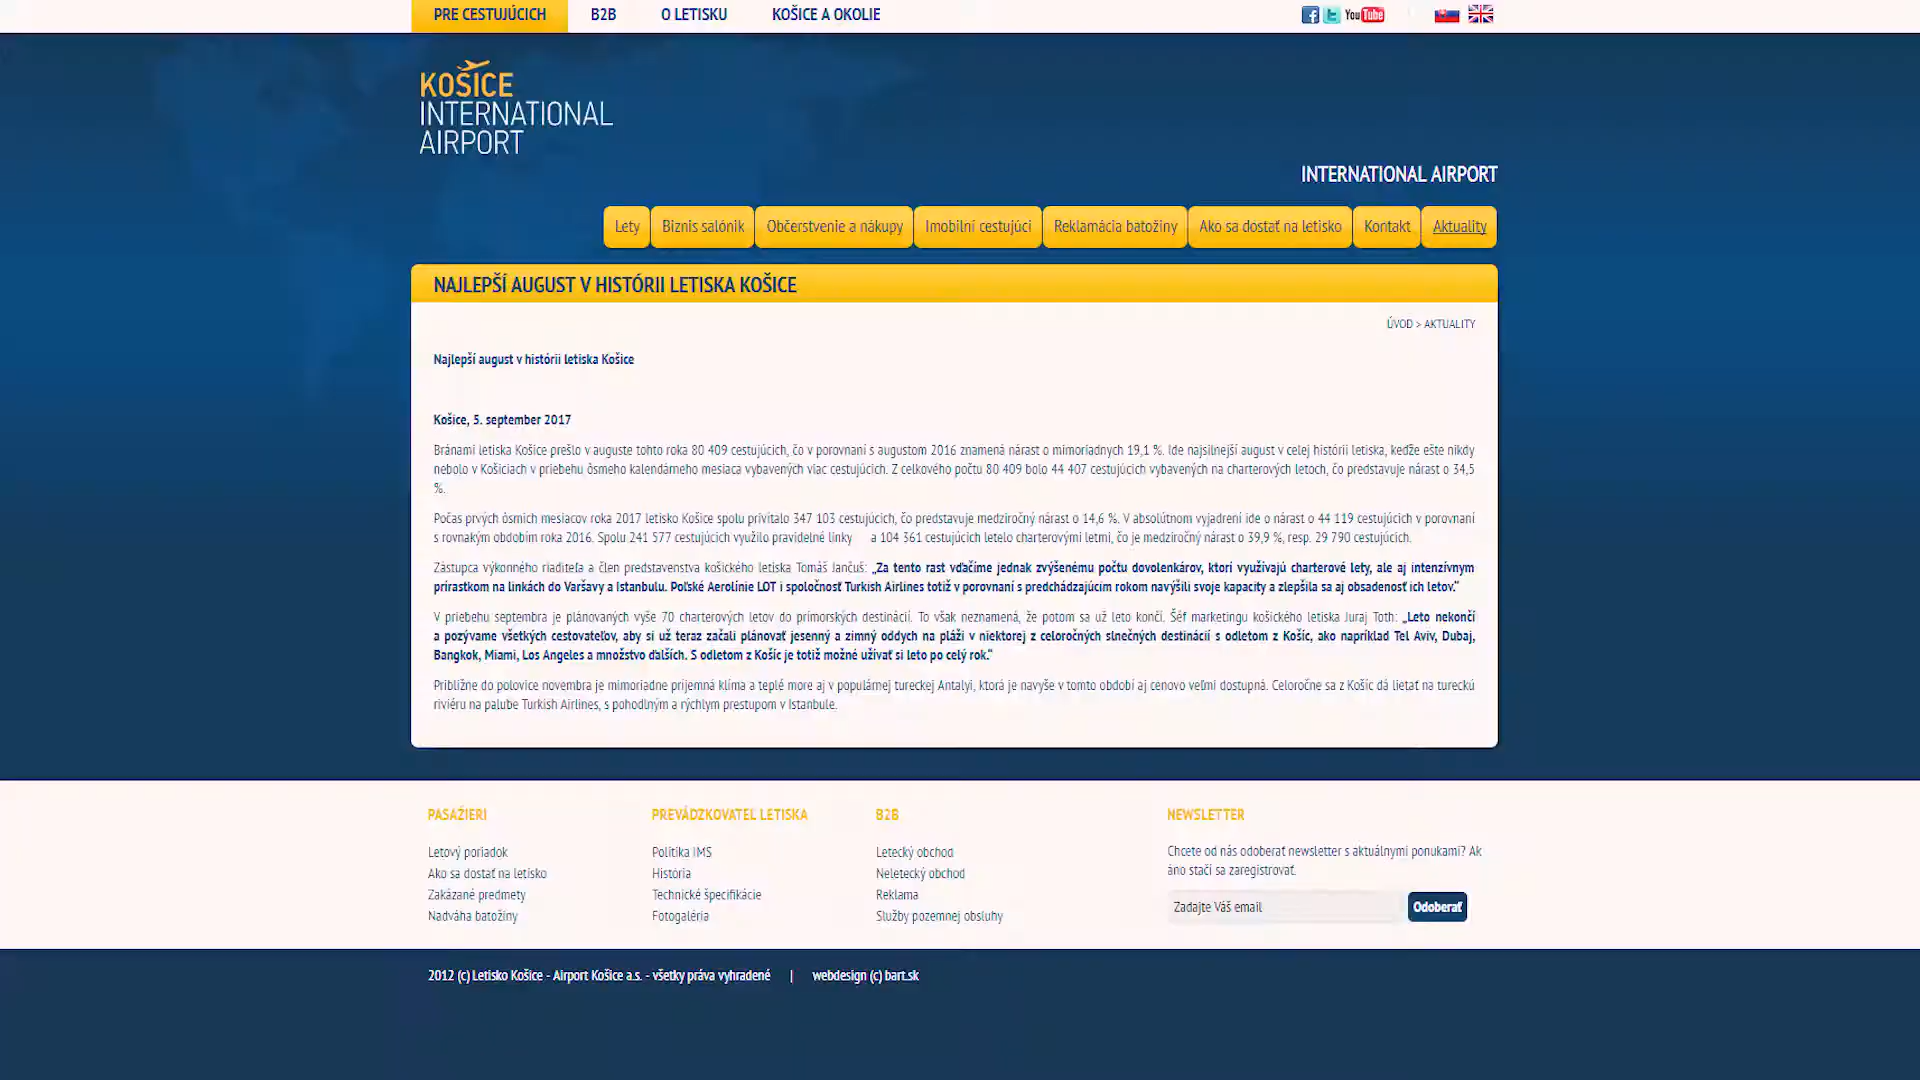 PRE CESTUJÚCICH B2B O LETISKU KOŠICE A OKOLIE
You Tube
KOŠICE
INTERNATIONAL
AIRPORT
INTERNATIONAL AIRPORT
Lety Biznis salónik Občerstvenie a nákupy Imobilní cestujúci Reklamácia batožiny Ako sa dostať na letisko Kontakt Aktuality
NAJLEPŠÍ AUGUST V HISTÓRII LETISKA KOŠICE
ÚVOD > AKTUALITY
Najlepší august v histórii letiska Košice
Košice, 5. september 2017
Bránami letiska Košice prešlo v auguste tohto roka 80 409 cestujúcich, čo v porovnaní s augustom 2016 znamená nárast o mimoriadnych 19,1 %. Ide najsilnejší august v celej histórii letiska, keďže ešte nikdy
nebolo v Košiciach v priebehu ôsmeho kalendárneho mesiaca vybavených viac cestujúcich. Z celkového počtu 80 409 bolo 44 407 cestujúcich vybavených na charterových letoch, čo predstavuje nárast o 34,5
%.
Počas prvých ôsmich mesiacov roka 2017 letisko Košice spolu privítalo 347 103 cestujúcich, čo predstavuje medziročný nárast o 14,6 %. V absolútnom vyjadrení ide o nárast o 44 119 cestujúcich v porovnaní
s rovnakým obdobím roka 2016. Spolu 241 577 cestujúcich využilo pravidelné linky a 104 361 cestujúcich letelo charterovými letmi, čo je medziročný nárast o 39,9 %, resp. 29 790 cestujúcich.
Zástupca výkonného riaditeľa a člen predstavenstva košického letiska Tomáš Jančuš: „Za tento rast vďačíme jednak zvýšenému počtu dovolenkárov, ktorí využívajú charterové lety, ale aj intenzívnym
prírastkom na linkách do Varšavy a Istanbulu. Poľské Aerolínie LOT i spoločnosť Turkish Airlines totiž v porovnaní s predchádzajúcim rokom navýšili svoje kapacity a zlepšila sa aj obsadenosť ich letov.“
V priebehu septembra je plánovaných vyše 70 charterových letov do prímorských destinácií. To však neznamená, že potom sa už leto končí. Šéf marketingu košického letiska Juraj Toth: „Leto nekončí
a pozývame všetkých cestovateľov, aby si už teraz začali plánovať jesenný a zimný oddych na pláži v niektorej z celoročných slnečných destinácií s odletom z Košíc, ako napríklad Tel Aviv, Dubaj,
Bangkok, Miami, Los Angeles a množstvo ďalších. S odletom z Košíc je totiž možné užívať si leto po celý rok.“
Približne do polovice novembra je mimoriadne príjemná klíma a teplé more aj v populárnej tureckej Antalyi, ktorá je navyše v tomto období aj cenovo veľmi dostupná. Celoročne sa z Košíc dá lietať na tureckú
riviéru na palube Turkish Airlines, s pohodlným a rýchlym prestupom v Istanbule.
PASAŽIERI
Letový poriadok
Ako sa dostať na letisko
Zakázané predmety
Nadváha batožiny
PREVÁDZKOVATEĽ LETISKA
Politika IMS
História
Technické špecifikácie
Fotogaléria
B2B
Letecký obchod
Neletecký obchod
Reklama
Služby pozemnej obsluhy
NEWSLETTER
Chcete od nás odoberať newsletter s aktuálnymi ponukami? Ak
áno stačí sa zaregistrovať.
Zadajte Váš email Odoberať
2012 (c) Letisko Košice - Airport Košice a.s. - všetky práva vyhradené | webdesign (c) bart.sk